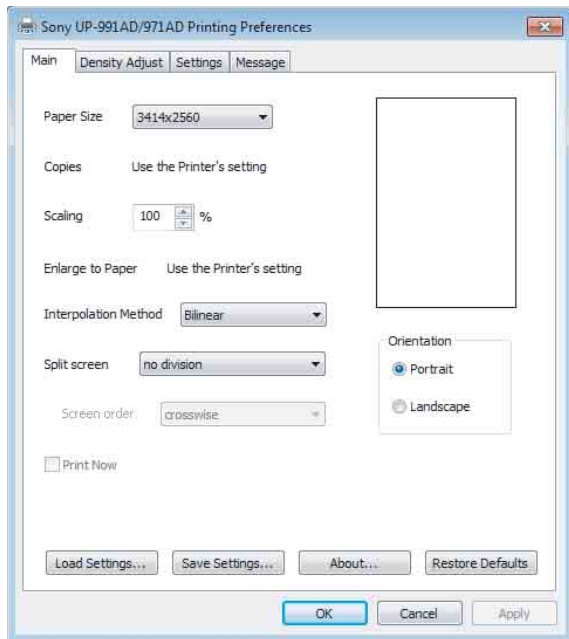 Sony UP-991AD/971AD Printing Preferences
Main Density Adjust Settings Message
Paper Size 3414x2560
Copies Use the Printer's setting
Scaling 100 %
Enlarge to Paper Use the Printer's setting
Interpolation Method Bilinear
Orientation
Split screen no division
Portrait
Screen order: crosswise
Landscape
Print Now
Load Settings... Save Settings... About... Restore Defaults
OK Cancel Apply